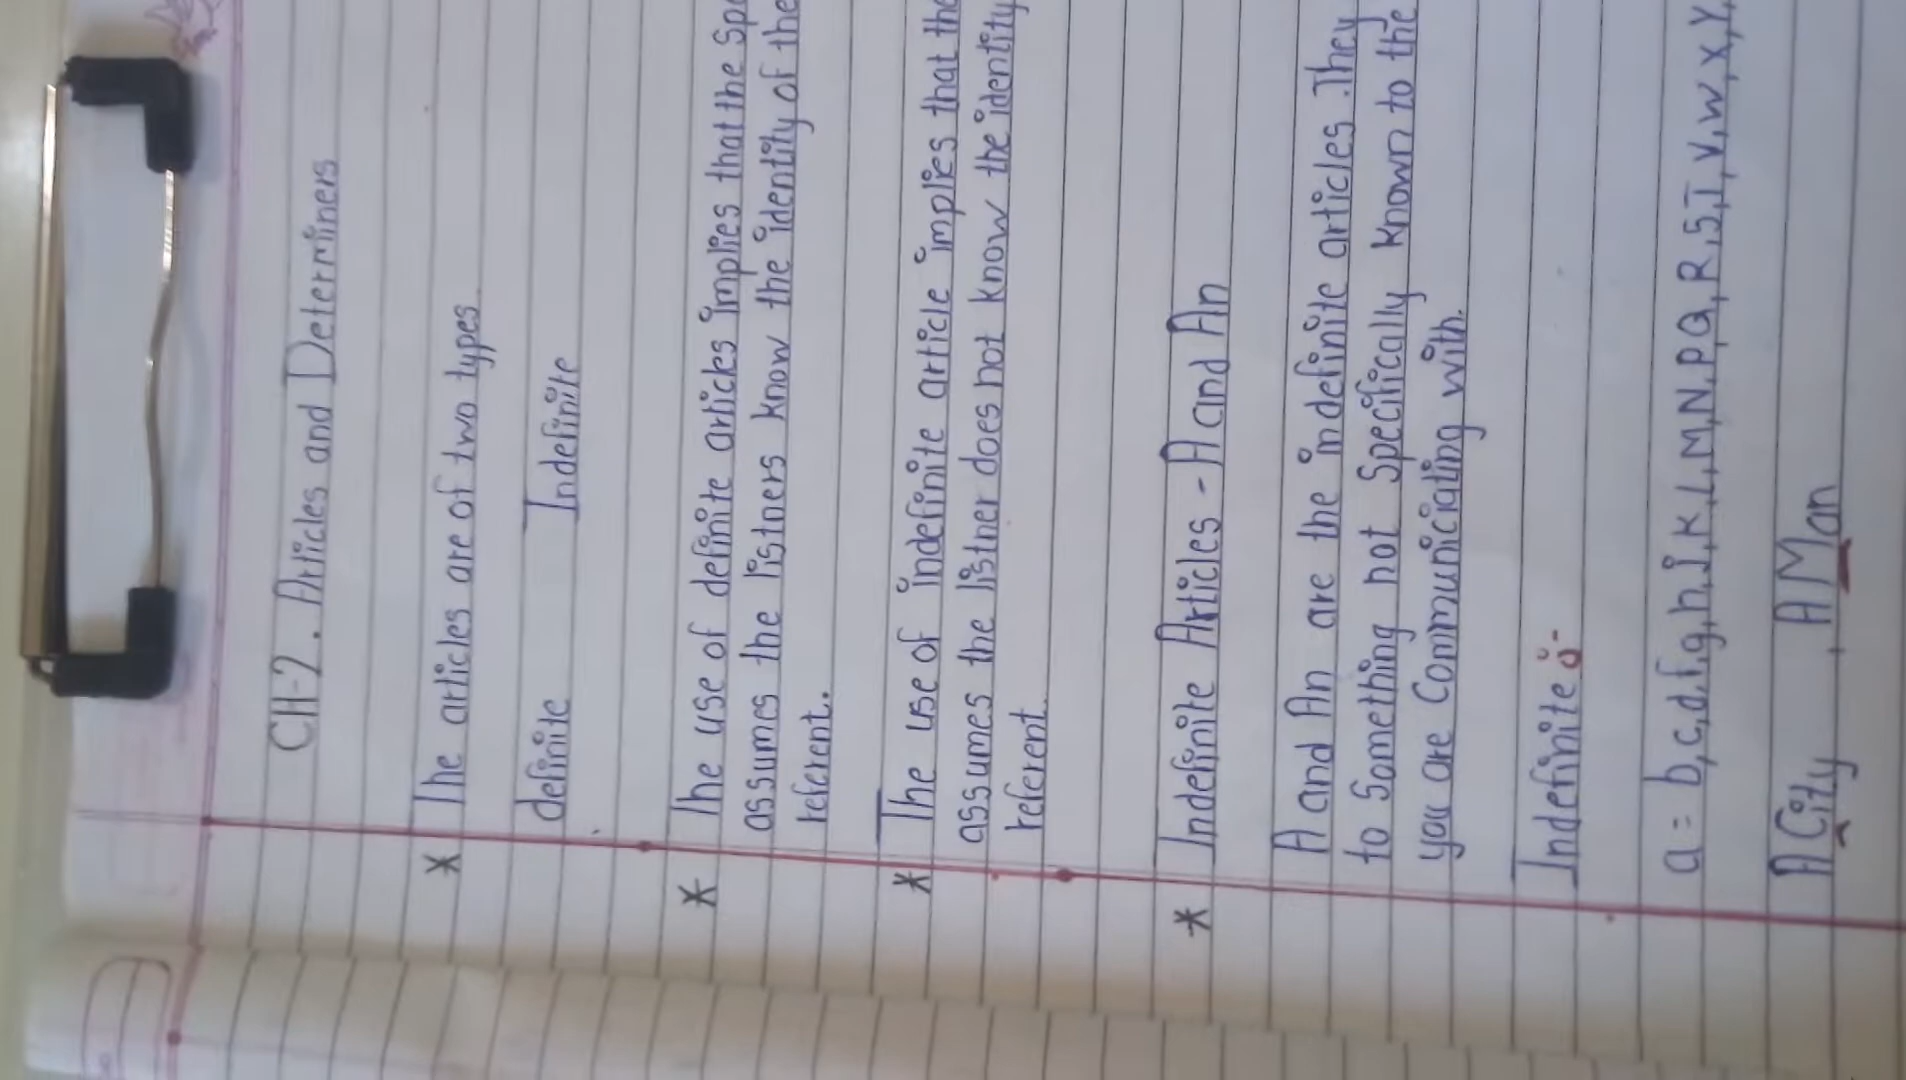 CH-2. Articles and Determiners
* The articles are of two types
definite Indefinite
* The use of definite articles implies that the
assumes the listners know the identity of the
referent.
* The use of indefinite article implies that the
assumes the listner does not know the identity
referent.
* Indefinite Articles - A and An
A and An are the indefinite articles. They
to Something not Specifically known to the
you are Communiciating with.
Indefinite :-
a = b,c,d,f,g,h,j,K,L,M,N,P,Q,R,S,T,V,W,X,Y,
A City , A Man